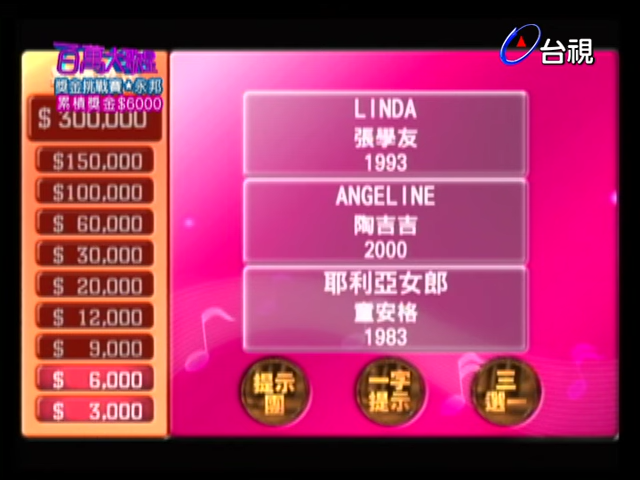 台視
百萬大歌星
獎金挑戰賽 永邦
累積獎金$6000
$ 300,000
$150,000
$100,000
$ 60,000
$ 30,000
$ 20,000
$ 12,000
$ 9,000
$ 6,000
$ 3,000
LINDA
張學友
1993
ANGELINE
陶吉吉
2000
耶利亞女郎
童安格
1983
提示
團
一字
提示
三
選一